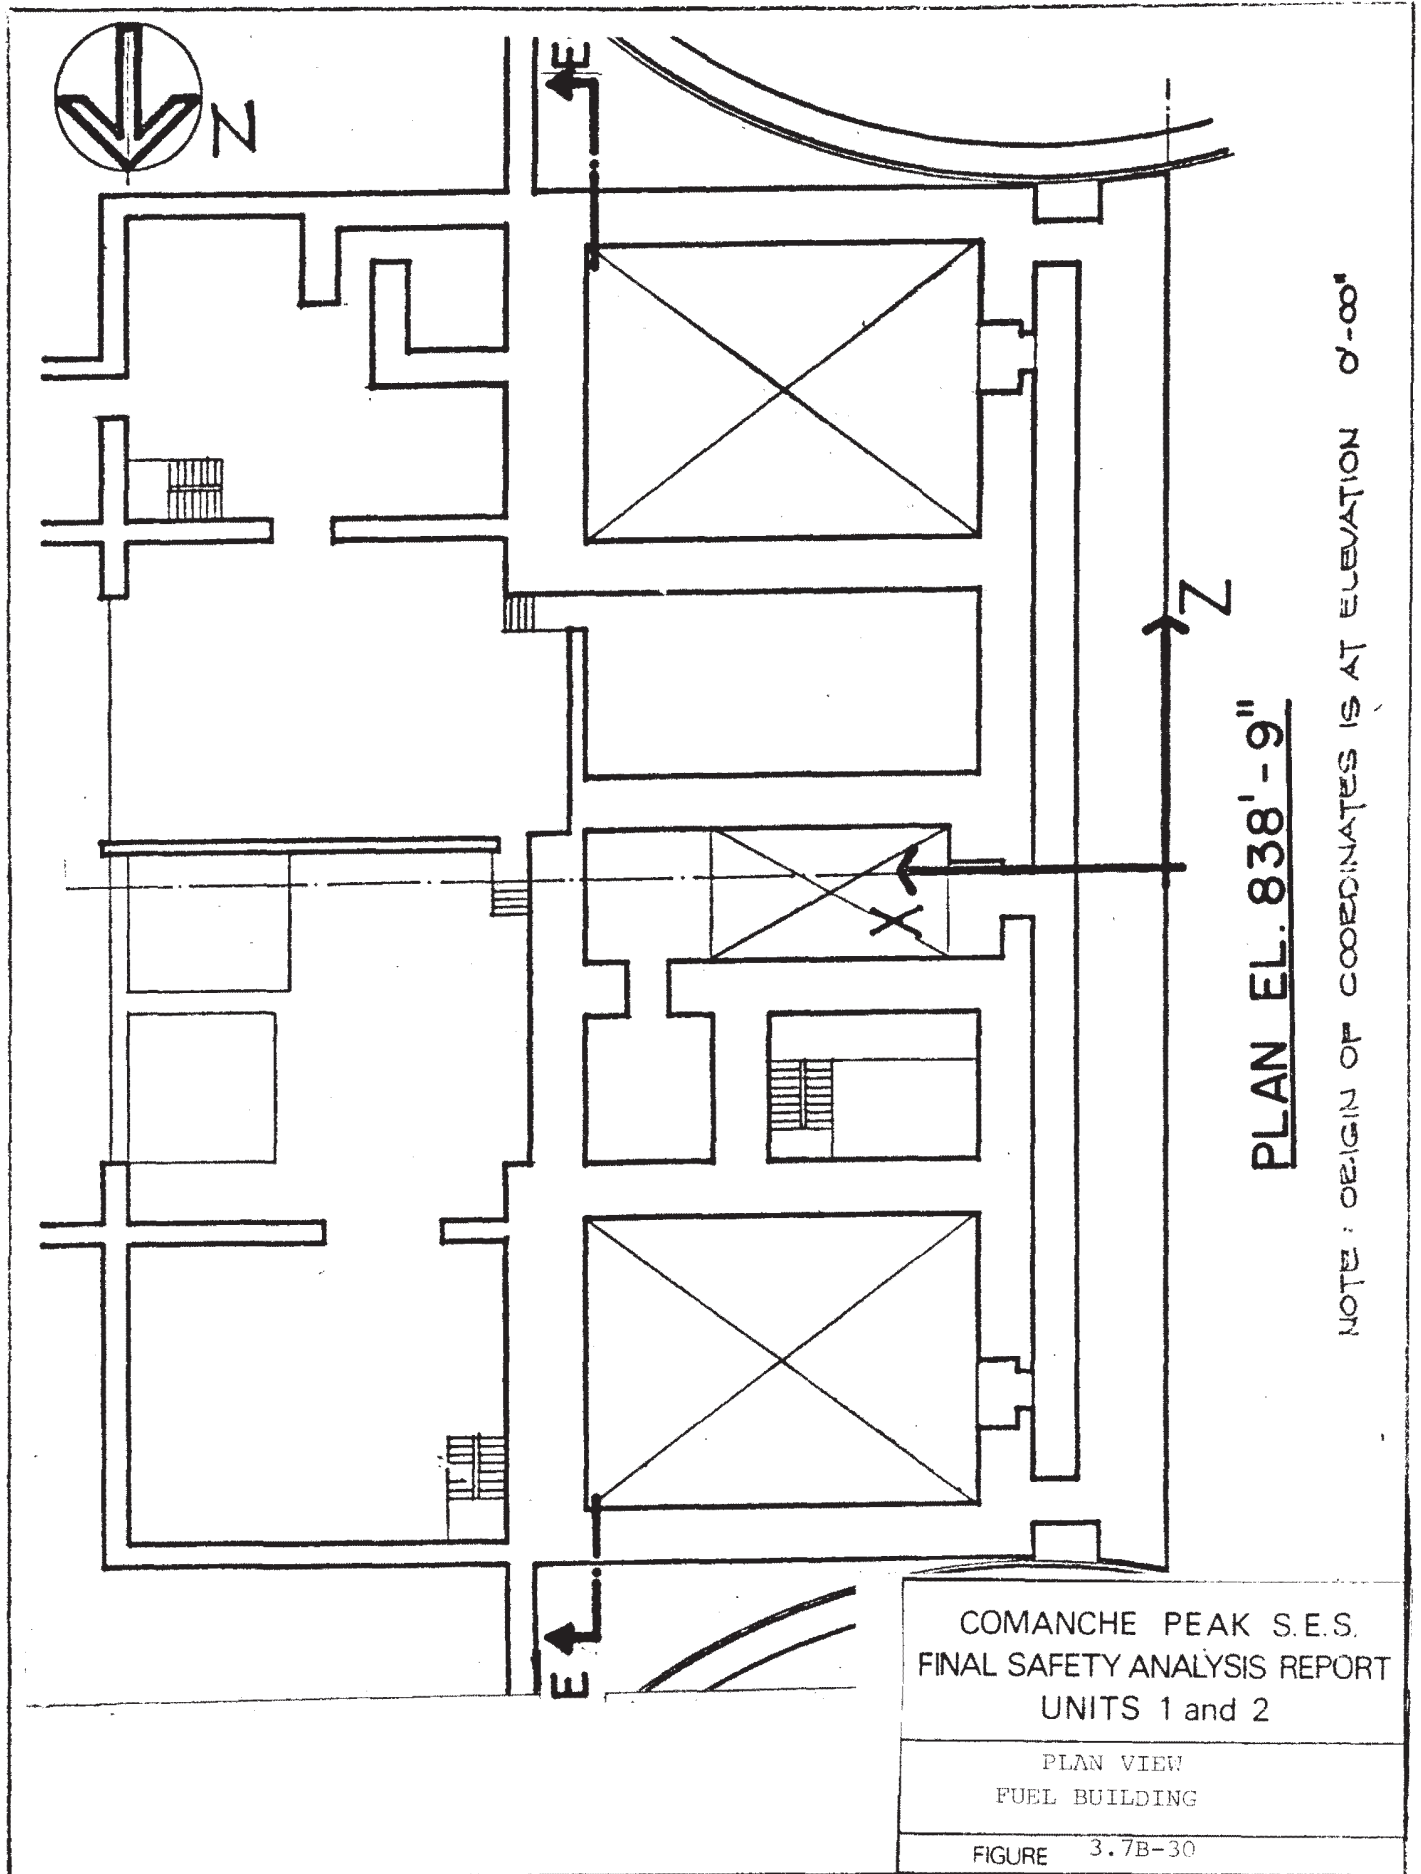 N
E
PLAN EL. 838'-9"
NOTE: ORIGIN OF COORDINATES IS AT ELEVATION 0'-00"
Z
X
E
COMANCHE PEAK S.E.S.
FINAL SAFETY ANALYSIS REPORT
UNITS 1 and 2
PLAN VIEW
FUEL BUILDING
FIGURE 3.7B-30